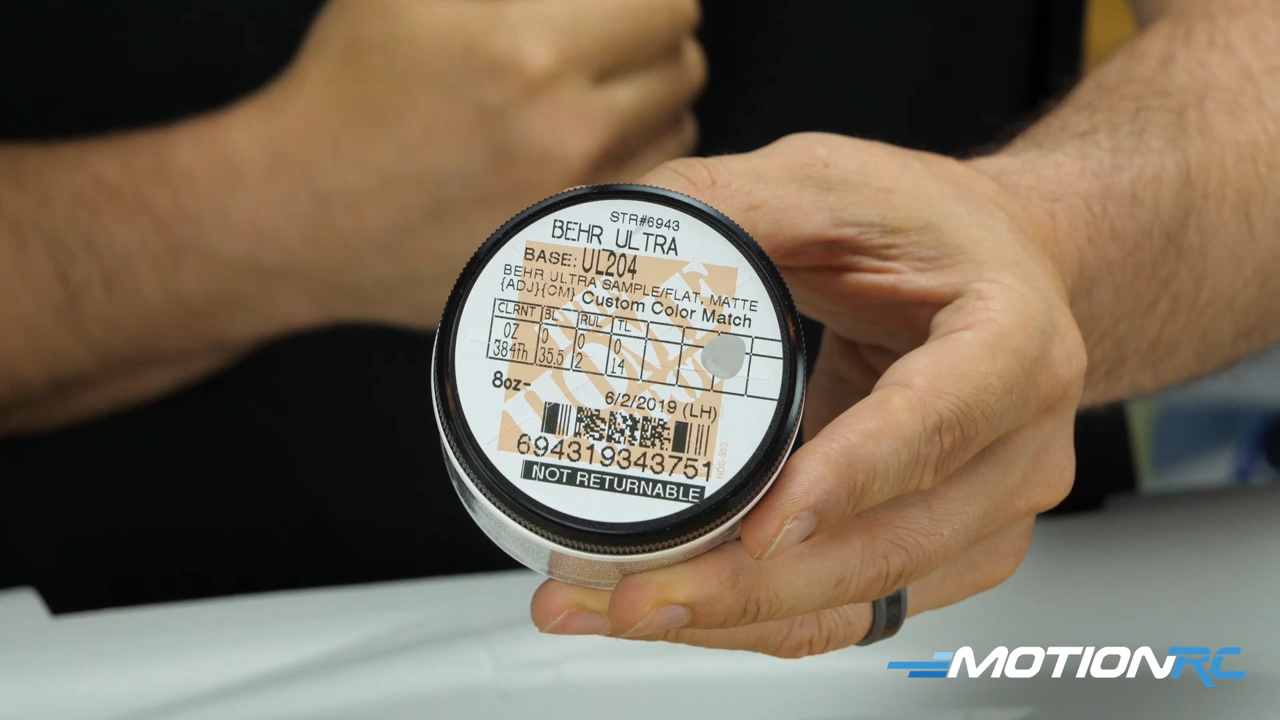 STR#6943
BEHR ULTRA
BASE: UL204
BEHR ULTRA SAMPLE/FLAT, MATTE
{ADJ}{CM} Custom Color Match
CLRNT BL RUL TL
OZ 0 0 0
384th 35.5 2 14
8oz-
6/2/2019 (LH)
694319343751
NOT RETURNABLE
MOTIONRC